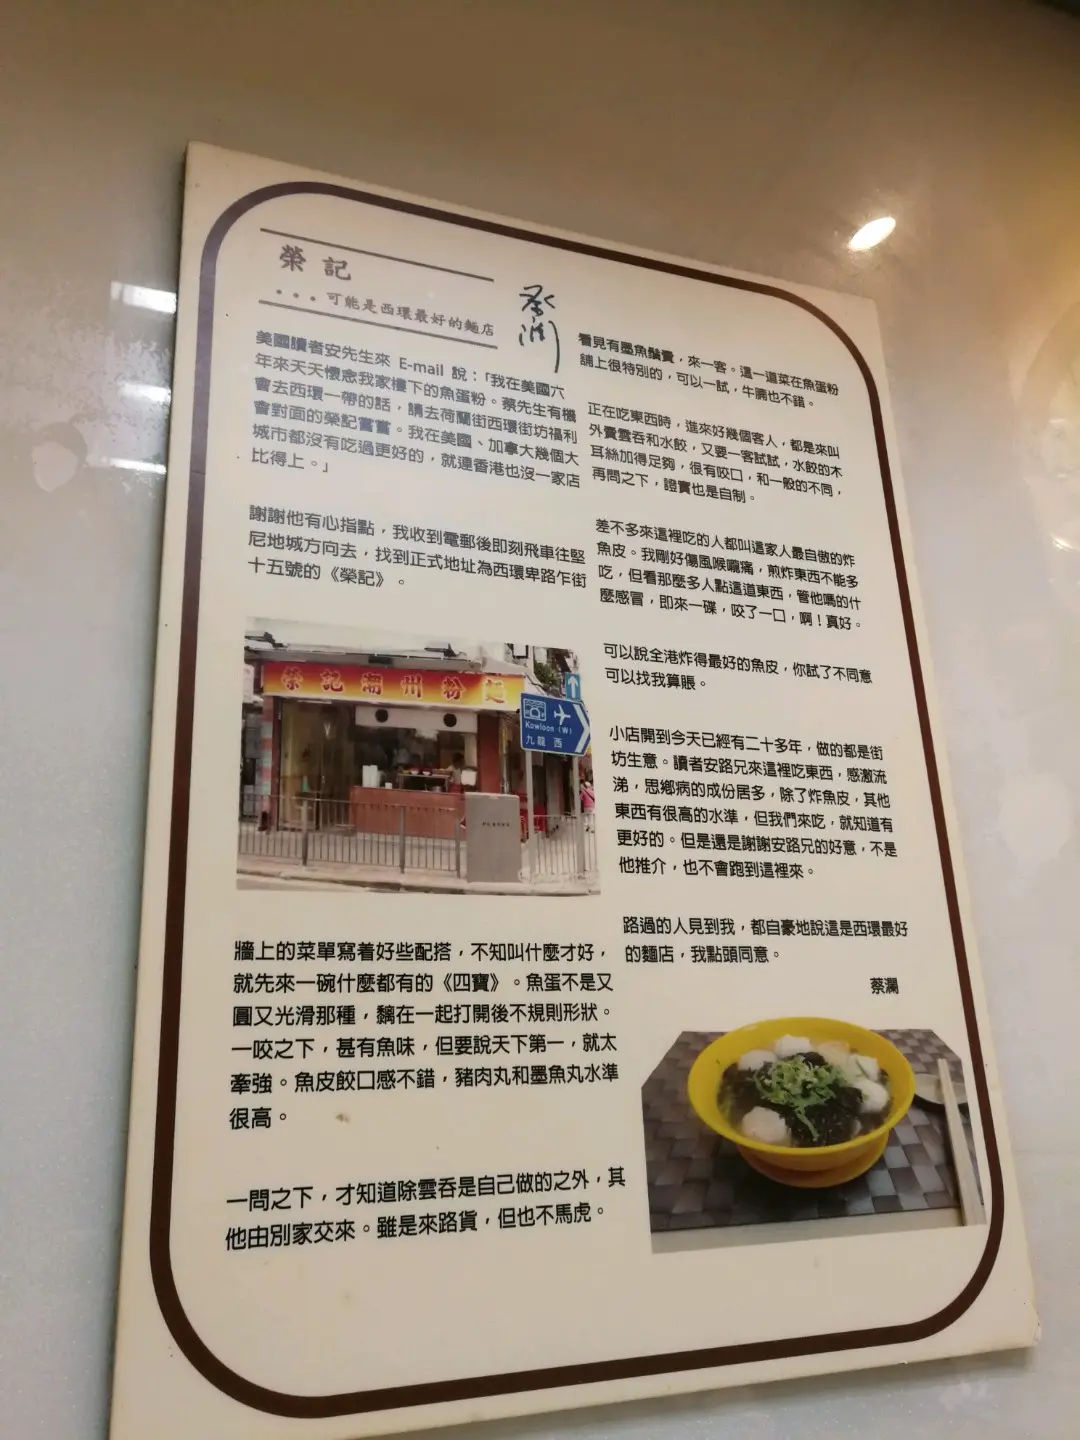 榮記
...可能是西環最好的麵店
蔡瀾
美國讀者安先生來 E-mail 說：「我在美國六
年來天天懷念我家樓下的魚蛋粉。蔡先生有機
會去西環一帶的話，請去荷蘭街西環街坊福利
會對面的榮記嘗嘗。我在美國、加拿大幾個大
城市都沒有吃過更好的，就連香港也沒一家店
比得上。」
謝謝他有心指點，我收到電郵後即刻飛車往堅
尼地城方向去，找到正式地址為西環卑路乍街
十五號的《榮記》。
榮記潮州粉麵
Kowloon (W)
九龍 西
牆上的菜單寫着好些配搭，不知叫什麼才好，
就先來一碗什麼都有的《四寶》。魚蛋不是又
圓又光滑那種，黐在一起打開後不規則形狀。
一咬之下，甚有魚味，但要說天下第一，就太
牽強。魚皮餃口感不錯，豬肉丸和墨魚丸水準
很高。
一問之下，才知道除雲吞是自己做的之外，其
他由別家交來。雖是來路貨，但也不馬虎。
看見有墨魚鬚賣，來一客。這一道菜在魚蛋粉
舖上很特別的，可以一試，牛腩也不錯。
正在吃東西時，進來好幾個客人，都是來叫
外賣雲吞和水餃，又要一客試試，水餃的木
耳絲加得足夠，很有咬口，和一般的不同，
再問之下，證實也是自制。
差不多來這裡吃的人都叫這家人最自傲的炸
魚皮。我剛好傷風喉嚨痛，煎炸東西不能多
吃，但看那麼多人點這道東西，管他嗎的什
麼感冒，即來一碟，咬了一口，啊！真好。
可以說全港炸得最好的魚皮，你試了不同意
可以找我算賬。
小店開到今天已經有二十多年，做的都是街
坊生意。讀者安路兄來這裡吃東西，感激流
涕，思鄉病的成份居多，除了炸魚皮，其他
東西有很高的水準，但我們來吃，就知道有
更好的。但是還是謝謝安路兄的好意，不是
他推介，也不會跑到這裡來。
路過的人見到我，都自豪地說這是西環最好
的麵店，我點頭同意。
蔡瀾